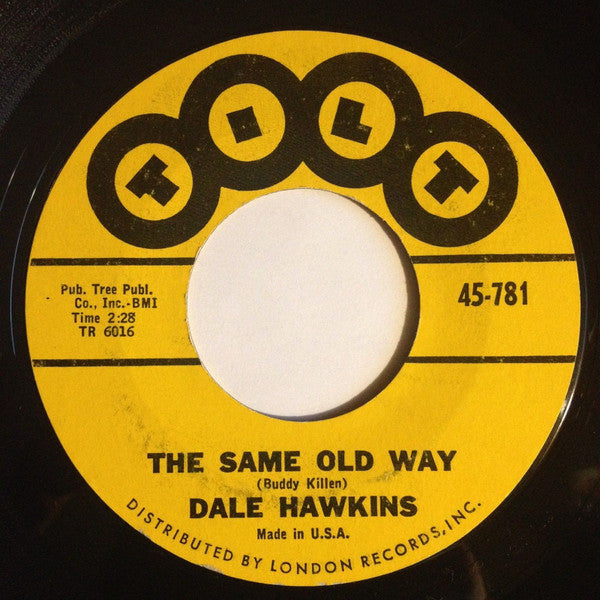 TILT
Pub. Tree Publ.
Co., Inc.-BMI
Time 2:28
TR 6016
45-781
THE SAME OLD WAY
(Buddy Killen)
DALE HAWKINS
Made in U.S.A.
DISTRIBUTED BY LONDON RECORDS, INC.